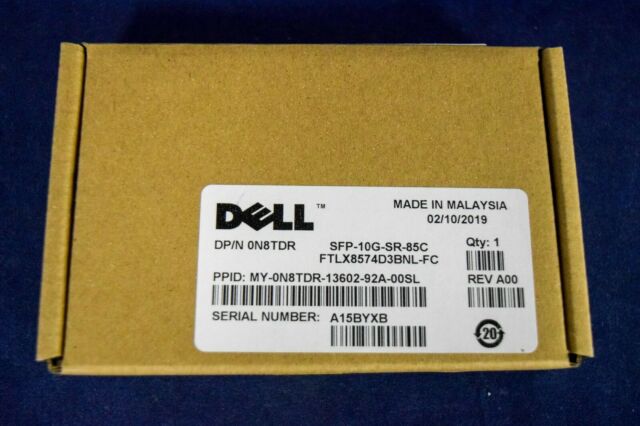 DELL™
MADE IN MALAYSIA
02/10/2019
DP/N 0N8TDR SFP-10G-SR-85C Qty: 1
FTLX8574D3BNL-FC
PPID: MY-0N8TDR-13602-92A-00SL REV A00
SERIAL NUMBER: A15BYXB
20